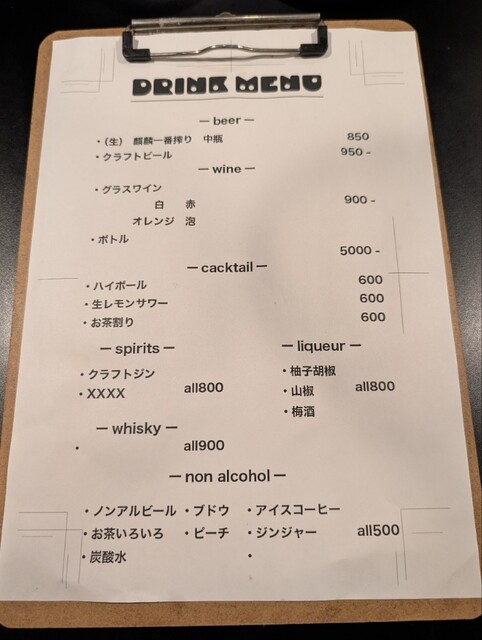 DRINK MENU
— beer —
・（生） 麒麟一番搾り 中瓶 850
・クラフトビール 950 -
— wine —
・グラスワイン
白 赤 900 -
オレンジ 泡
・ボトル
5000 -
— cacktail —
・ハイボール 600
・生レモンサワー 600
・お茶割り 600
— spirits — — liqueur —
・クラフトジン ・柚子胡椒
・XXXX all800 ・山椒 all800
・梅酒
— whisky —
・ all900
— non alcohol —
・ノンアルビール ・ブドウ ・アイスコーヒー
・お茶いろいろ ・ピーチ ・ジンジャー all500
・炭酸水 ・